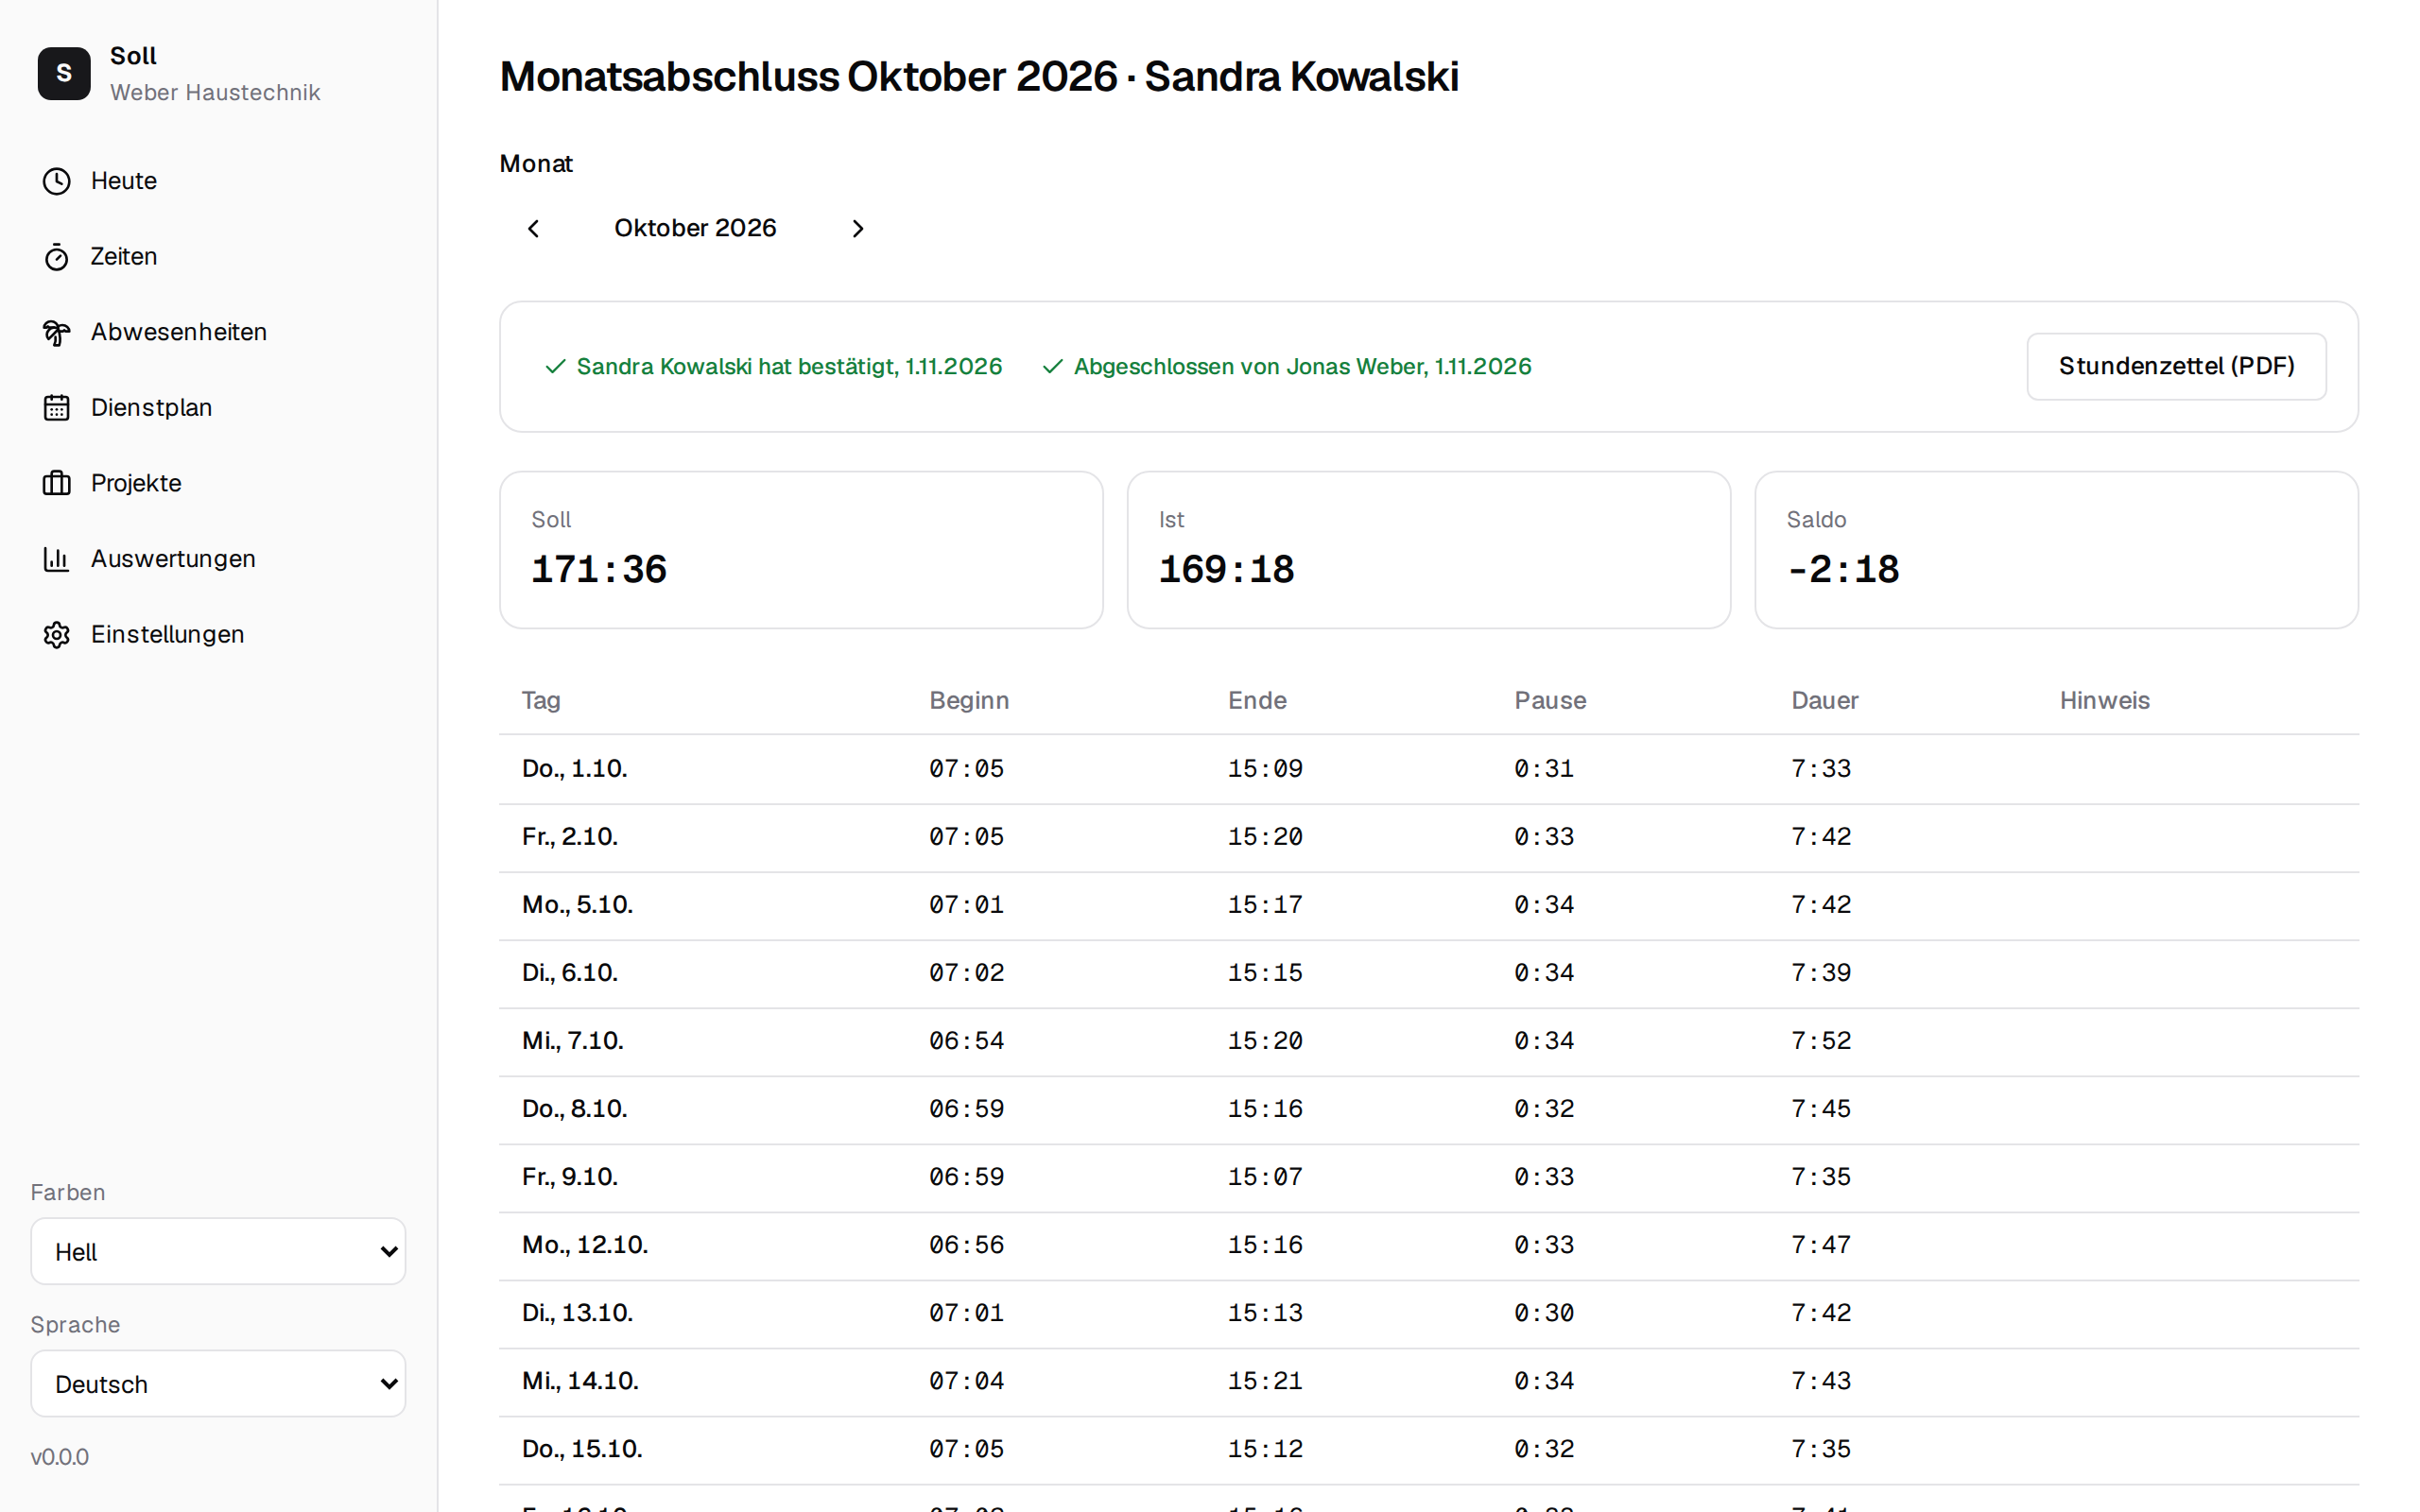 S
Soll
Weber Haustechnik
Heute
Zeiten
Abwesenheiten
Dienstplan
Projekte
Auswertungen
Einstellungen
Farben
Hell
Sprache
Deutsch
v0.0.0
Monatsabschluss Oktober 2026 · Sandra Kowalski
Monat
Oktober 2026
Sandra Kowalski hat bestätigt, 1.11.2026 Abgeschlossen von Jonas Weber, 1.11.2026 Stundenzettel (PDF)
Soll Ist Saldo
171:36 169:18 -2:18
Tag Beginn Ende Pause Dauer Hinweis
Do., 1.10. 07:05 15:09 0:31 7:33
Fr., 2.10. 07:05 15:20 0:33 7:42
Mo., 5.10. 07:01 15:17 0:34 7:42
Di., 6.10. 07:02 15:15 0:34 7:39
Mi., 7.10. 06:54 15:20 0:34 7:52
Do., 8.10. 06:59 15:16 0:32 7:45
Fr., 9.10. 06:59 15:07 0:33 7:35
Mo., 12.10. 06:56 15:16 0:33 7:47
Di., 13.10. 07:01 15:13 0:30 7:42
Mi., 14.10. 07:04 15:21 0:34 7:43
Do., 15.10. 07:05 15:12 0:32 7:35